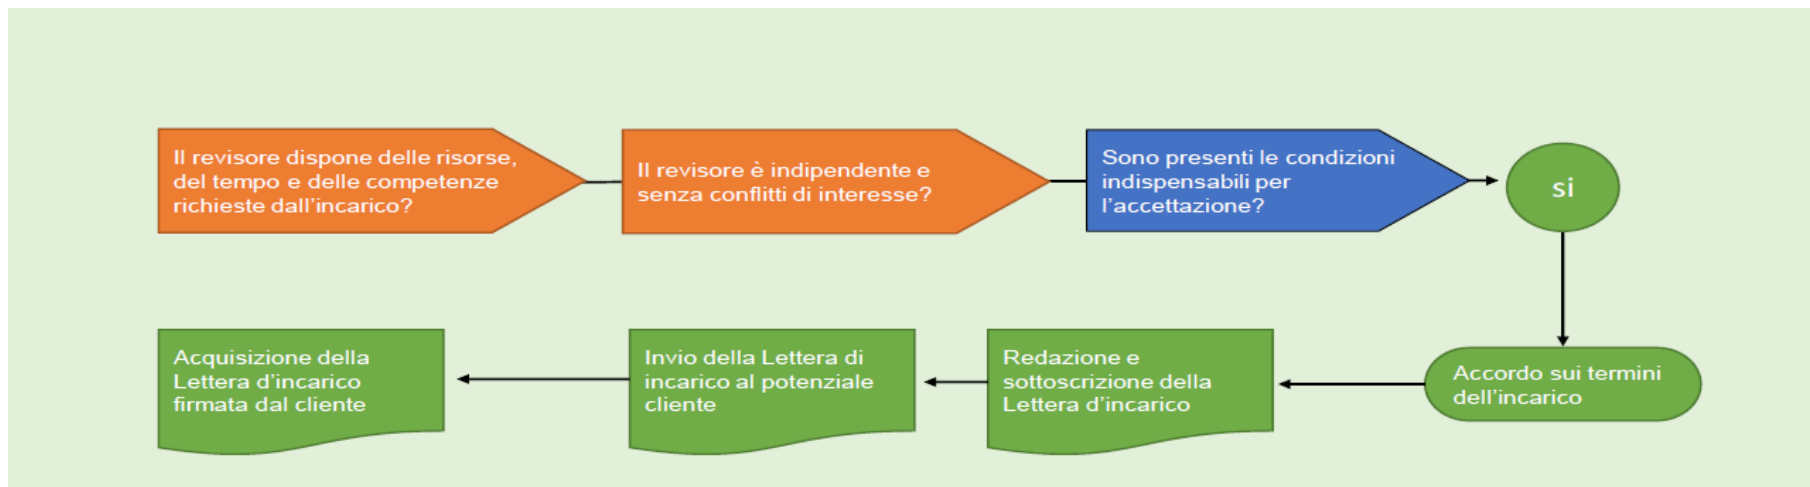 Il revisore dispone delle risorse,
del tempo e delle competenze
richieste dall'incarico?
Il revisore è indipendente e
senza conflitti di interesse?
Sono presenti le condizioni
indispensabili per
l'accettazione?
si
Accordo sui termini
dell'incarico
Redazione e
sottoscrizione della
Lettera d'incarico
Invio della Lettera di
incarico al potenziale
cliente
Acquisizione della
Lettera d'incarico
firmata dal cliente